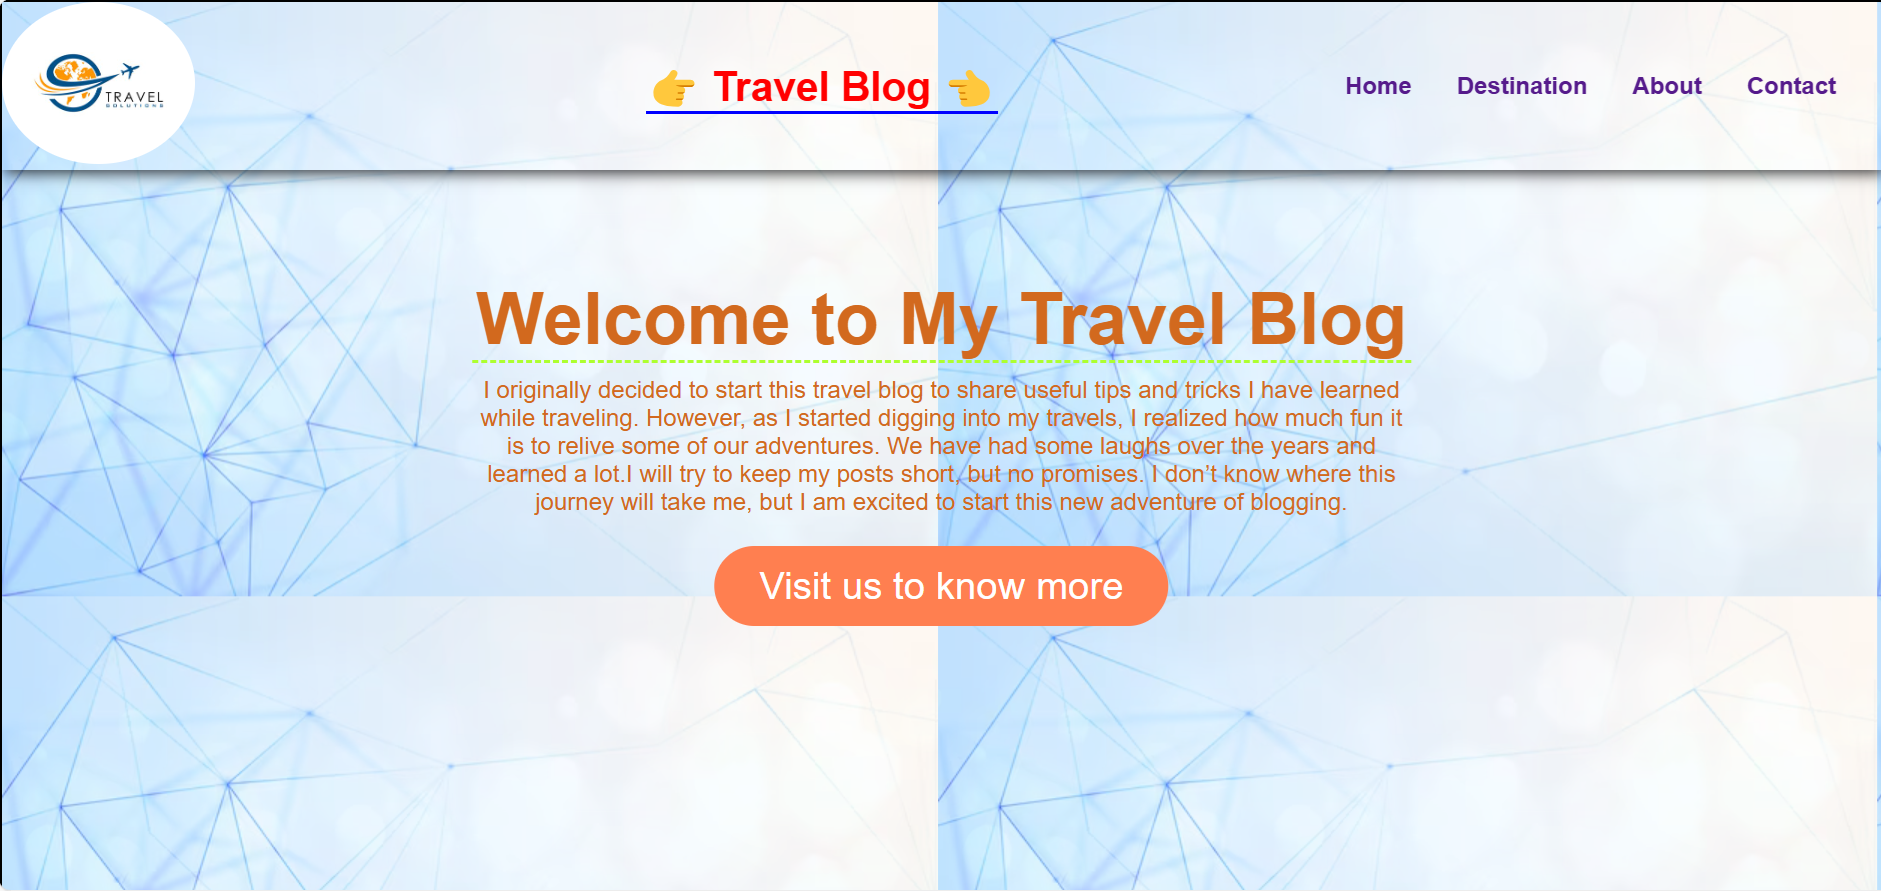 TRAVEL
SOLUTIONS
👉 Travel Blog 👈
Home Destination About Contact
Welcome to My Travel Blog
I originally decided to start this travel blog to share useful tips and tricks I have learned
while traveling. However, as I started digging into my travels, I realized how much fun it
is to relive some of our adventures. We have had some laughs over the years and
learned a lot.I will try to keep my posts short, but no promises. I don’t know where this
journey will take me, but I am excited to start this new adventure of blogging.
Visit us to know more